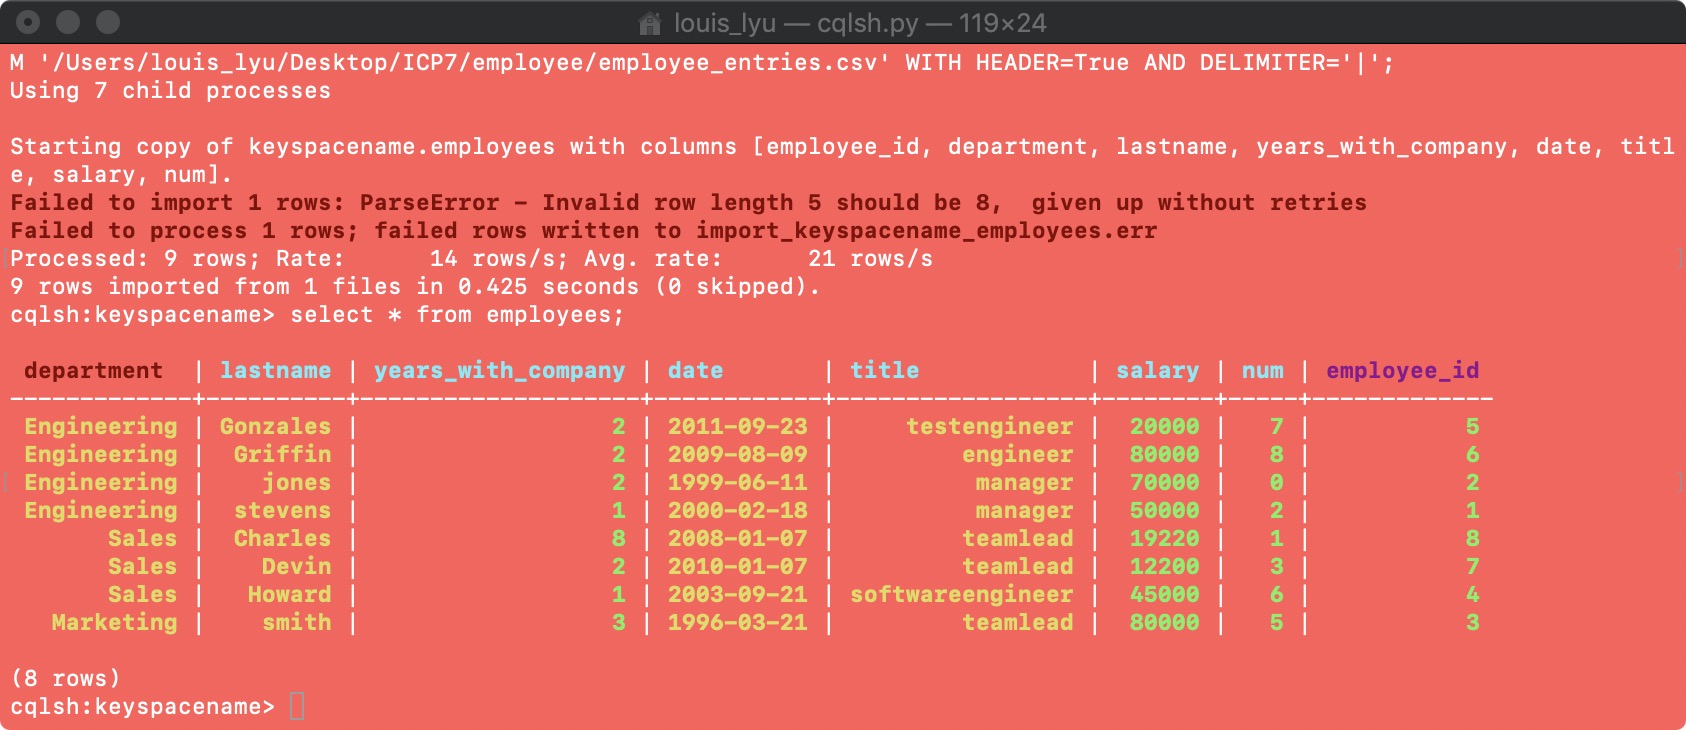 louis_lyu — cqlsh.py — 119×24
M '/Users/louis_lyu/Desktop/ICP7/employee/employee_entries.csv' WITH HEADER=True AND DELIMITER='|';
Using 7 child processes
Starting copy of keyspacename.employees with columns [employee_id, department, lastname, years_with_company, date, titl
e, salary, num].
Failed to import 1 rows: ParseError - Invalid row length 5 should be 8,  given up without retries
Failed to process 1 rows; failed rows written to import_keyspacename_employees.err
Processed: 9 rows; Rate:      14 rows/s; Avg. rate:      21 rows/s
9 rows imported from 1 files in 0.425 seconds (0 skipped).
cqlsh:keyspacename> select * from employees;
 department  | lastname | years_with_company | date       | title            | salary | num | employee_id
-------------+----------+--------------------+------------+------------------+--------+-----+-------------
 Engineering | Gonzales |                  2 | 2011-09-23 |     testengineer |  20000 |   7 |           5
 Engineering |  Griffin |                  2 | 2009-08-09 |         engineer |  80000 |   8 |           6
 Engineering |    jones |                  2 | 1999-06-11 |          manager |  70000 |   0 |           2
 Engineering |  stevens |                  1 | 2000-02-18 |          manager |  50000 |   2 |           1
       Sales |  Charles |                  8 | 2008-01-07 |         teamlead |  19220 |   1 |           8
       Sales |    Devin |                  2 | 2010-01-07 |         teamlead |  12200 |   3 |           7
       Sales |   Howard |                  1 | 2003-09-21 | softwareengineer |  45000 |   6 |           4
   Marketing |    smith |                  3 | 1996-03-21 |         teamlead |  80000 |   5 |           3
(8 rows)
cqlsh:keyspacename>